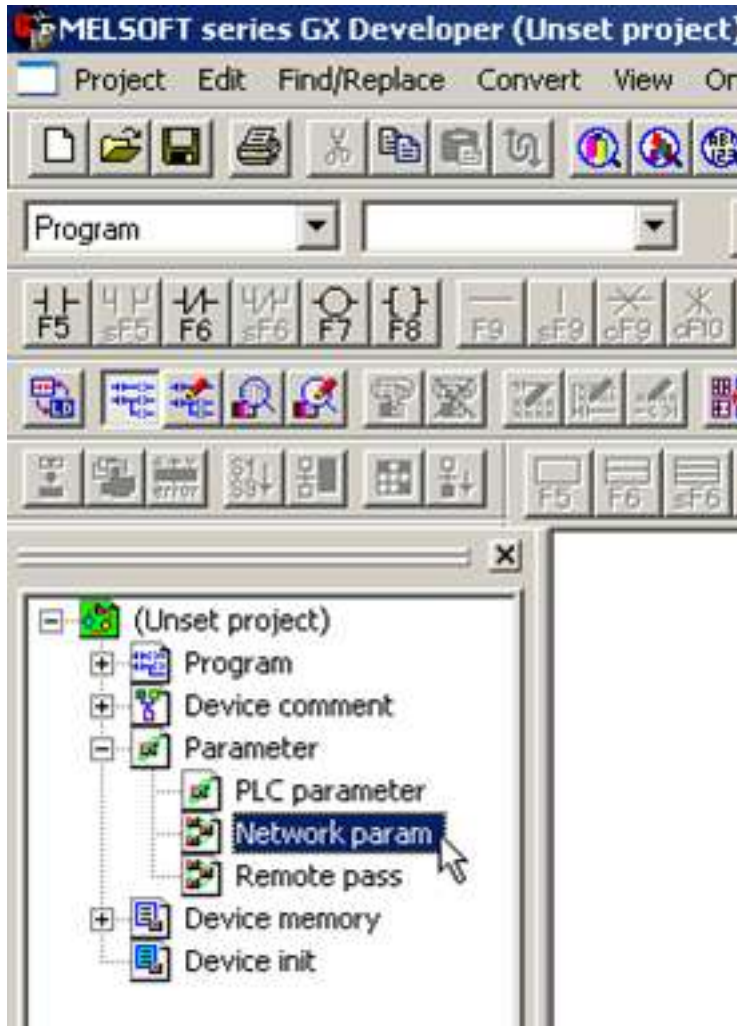 MELSOFT series GX Developer (Unset project)
Project Edit Find/Replace Convert View
Program
F5 sF5 F6 sF6 F7 F8 F9 sF9 cF9 cF10
LD
error
F5 F6 sF6
(Unset project)
Program
Device comment
Parameter
PLC parameter
Network param
Remote pass
Device memory
Device init